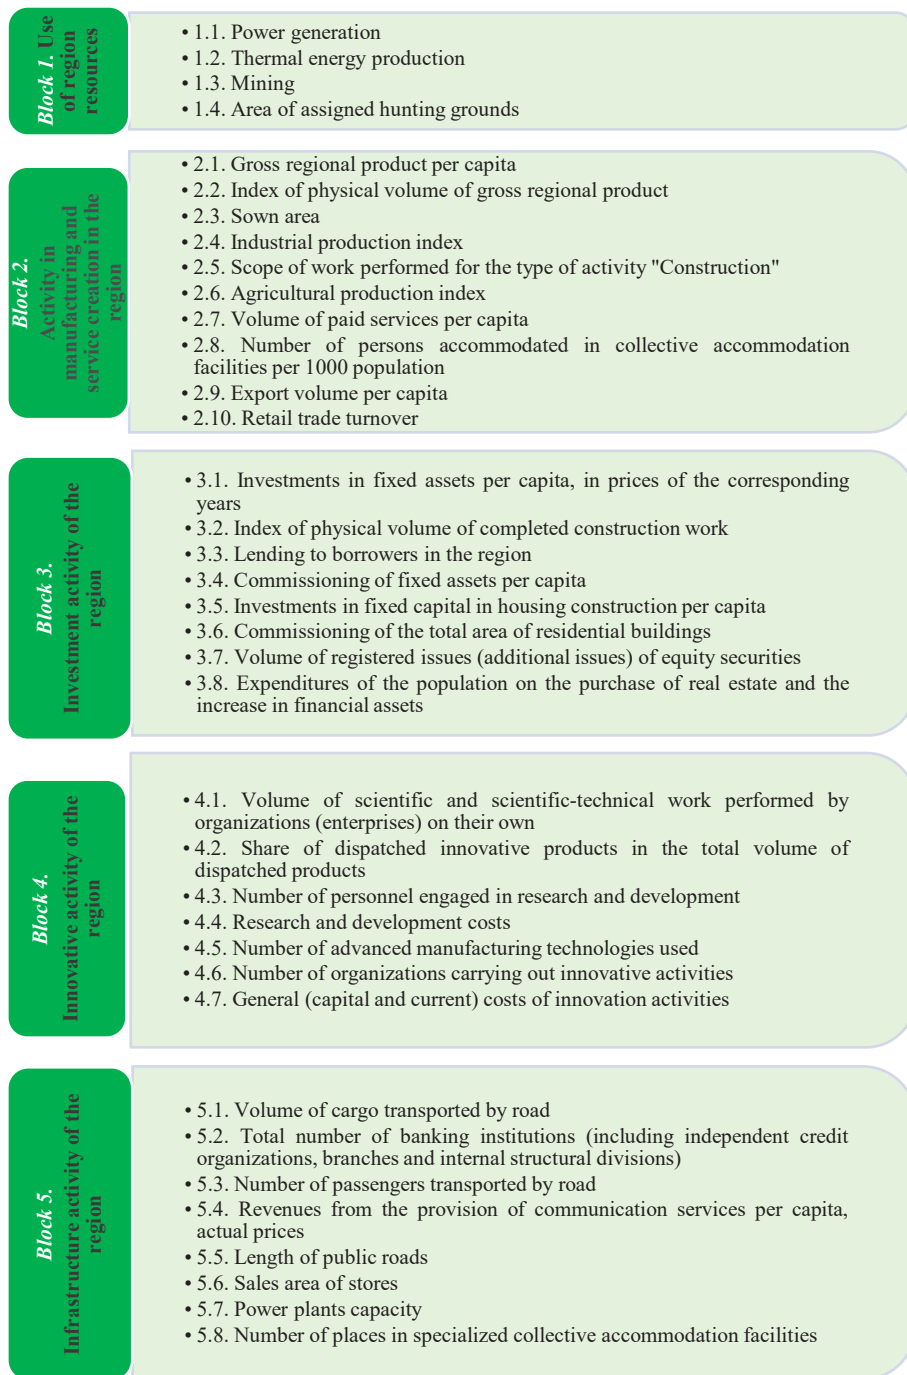 Block 1. Use
of region
resources
• 1.1. Power generation
• 1.2. Thermal energy production
• 1.3. Mining
• 1.4. Area of assigned hunting grounds
Block 2.
Activity in
manufacturing and
service creation in the
region
• 2.1. Gross regional product per capita
• 2.2. Index of physical volume of gross regional product
• 2.3. Sown area
• 2.4. Industrial production index
• 2.5. Scope of work performed for the type of activity "Construction"
• 2.6. Agricultural production index
• 2.7. Volume of paid services per capita
• 2.8. Number of persons accommodated in collective accommodation
facilities per 1000 population
• 2.9. Export volume per capita
• 2.10. Retail trade turnover
Block 3.
Investment activity of the
region
• 3.1. Investments in fixed assets per capita, in prices of the corresponding
years
• 3.2. Index of physical volume of completed construction work
• 3.3. Lending to borrowers in the region
• 3.4. Commissioning of fixed assets per capita
• 3.5. Investments in fixed capital in housing construction per capita
• 3.6. Commissioning of the total area of residential buildings
• 3.7. Volume of registered issues (additional issues) of equity securities
• 3.8. Expenditures of the population on the purchase of real estate and the
increase in financial assets
Block 4.
Innovative activity of the
region
• 4.1. Volume of scientific and scientific-technical work performed by
organizations (enterprises) on their own
• 4.2. Share of dispatched innovative products in the total volume of
dispatched products
• 4.3. Number of personnel engaged in research and development
• 4.4. Research and development costs
• 4.5. Number of advanced manufacturing technologies used
• 4.6. Number of organizations carrying out innovative activities
• 4.7. General (capital and current) costs of innovation activities
Block 5.
Infrastructure activity of the
region
• 5.1. Volume of cargo transported by road
• 5.2. Total number of banking institutions (including independent credit
organizations, branches and internal structural divisions)
• 5.3. Number of passengers transported by road
• 5.4. Revenues from the provision of communication services per capita,
actual prices
• 5.5. Length of public roads
• 5.6. Sales area of stores
• 5.7. Power plants capacity
• 5.8. Number of places in specialized collective accommodation facilities